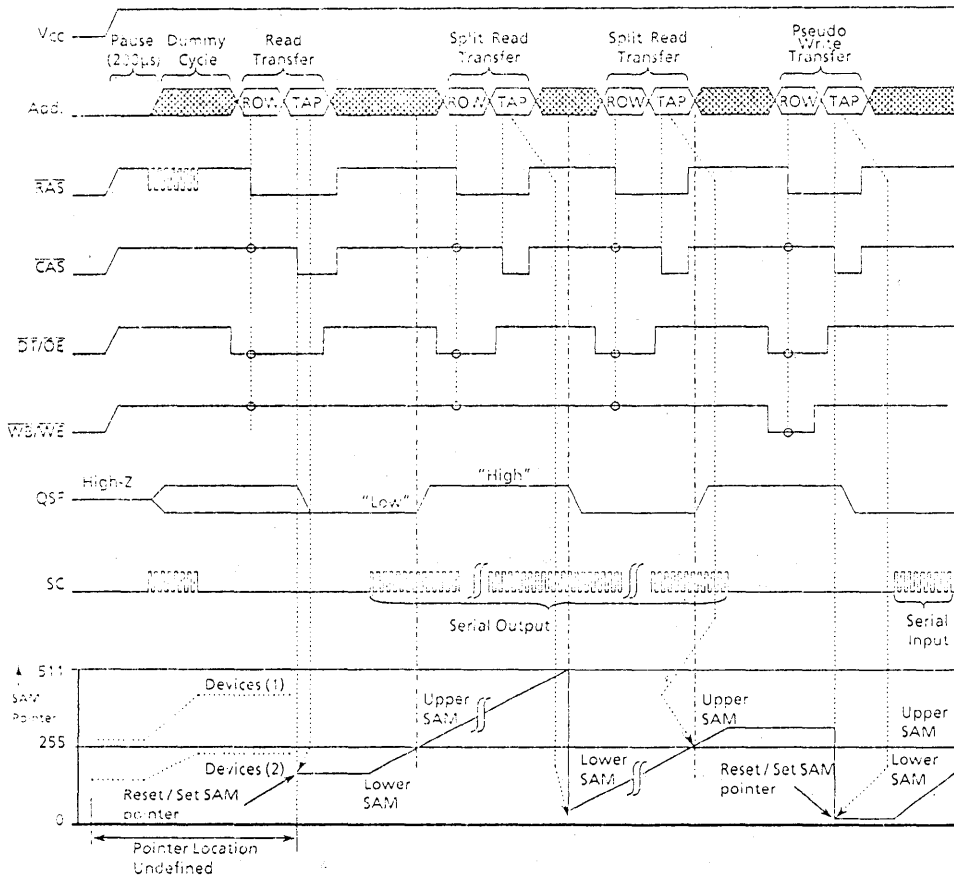 Vcc
Pause
(200µs)
Dummy
Cycle
Read
Transfer
Split Read
Transfer
Split Read
Transfer
Pseudo
Write
Transfer
Add.
ROW
TAP
ROW
TAP
ROW
TAP
ROW
TAP
RAS
CAS
DT/OE
WB/WE
High-Z
QSF
"Low"
"High"
SC
Serial Output
Serial
Input
511
SAM
Pointer
255
0
Devices (1)
Devices (2)
Reset / Set SAM
pointer
Lower
SAM
Upper
SAM
Lower
SAM
Upper
SAM
Reset / Set SAM
pointer
Upper
SAM
Lower
SAM
Pointer Location
Undefined